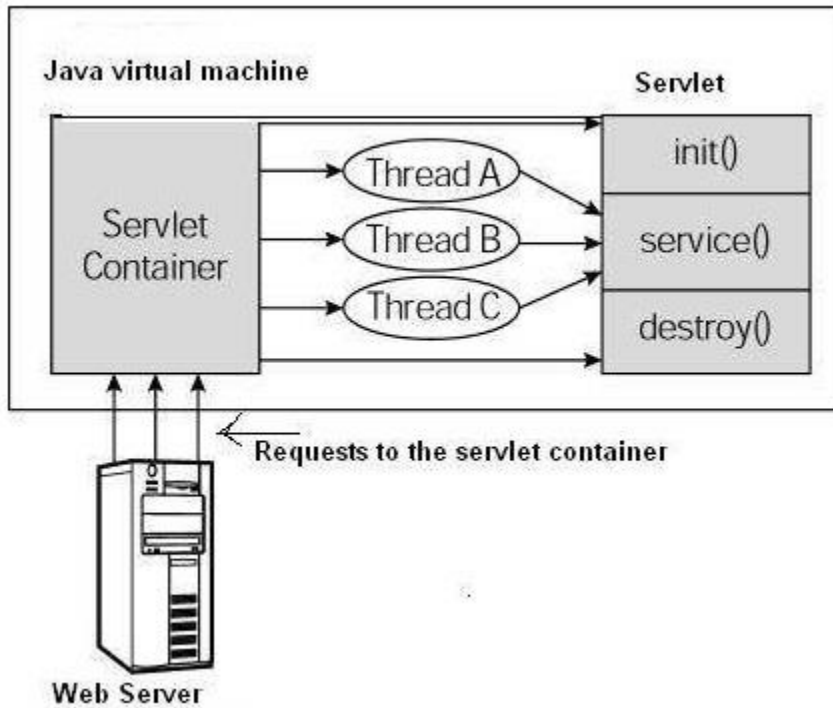 Java virtual machine
Servlet
Servlet
Container
Thread A
Thread B
Thread C
init()
service()
destroy()
Requests to the servlet container
Web Server